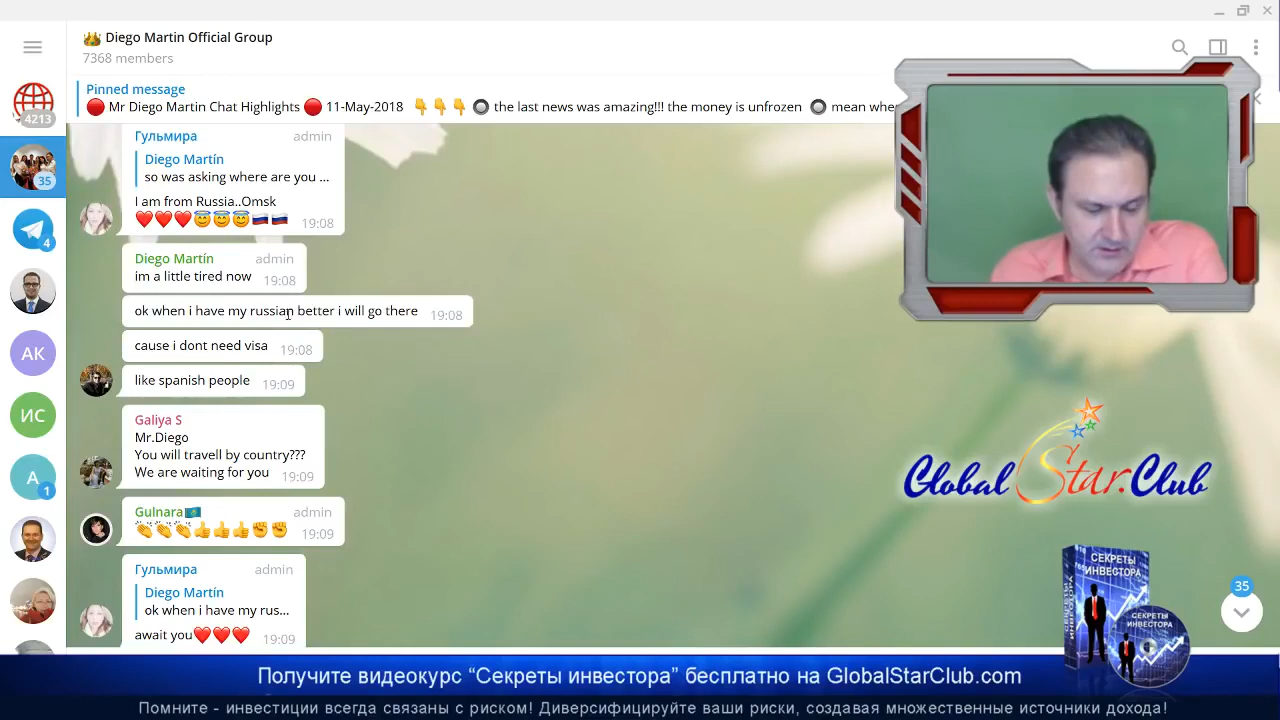 Diego Martin Official Group
7368 members
Pinned message
Mr Diego Martin Chat Highlights 🔴 11-May-2018 👇👇👇 🔘 the last news was amazing!!! the money is unfrozen 🔘 mean whe
4213
35
4
АК
ИС
А
1
Гульмира admin
Diego Martín
so was asking where are you ...
I am from Russia..Omsk
❤️❤️❤️😇😇😇🇷🇺🇷🇺 19:08
Diego Martín admin
im a little tired now 19:08
ok when i have my russian better i will go there 19:08
cause i dont need visa 19:08
like spanish people 19:09
Galiya S
Mr.Diego
You will travell by country???
We are waiting for you 19:09
Gulnara🇰🇿 admin
👏👏👏👍👍👍✊✊ 19:09
Гульмира admin
Diego Martín
ok when i have my rus...
await you❤️❤️❤️ 19:09
Global Star.Club
СЕКРЕТЫ
ИНВЕСТОРА
СЕКРЕТЫ
ИНВЕСТОРА
35
Получите видеокурс “Секреты инвестора” бесплатно на GlobalStarClub.com
Помните - инвестиции всегда связаны с риском! Диверсифицируйте ваши риски, создавая множественные источники дохода!